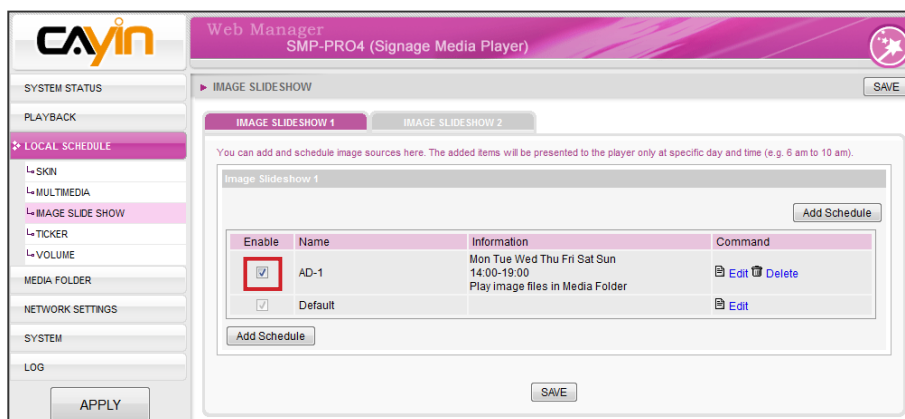 CAYIN
Web Manager
SMP-PRO4 (Signage Media Player)
SYSTEM STATUS
PLAYBACK
LOCAL SCHEDULE
SKIN
MULTIMEDIA
IMAGE SLIDE SHOW
TICKER
VOLUME
MEDIA FOLDER
NETWORK SETTINGS
SYSTEM
LOG
APPLY
IMAGE SLIDESHOW
SAVE
IMAGE SLIDESHOW 1 IMAGE SLIDESHOW 2
You can add and schedule image sources here. The added items will be presented to the player only at specific day and time (e.g. 6 am to 10 am).
Image Slideshow 1
Add Schedule
Enable Name Information Command
AD-1 Mon Tue Wed Thu Fri Sat Sun
14:00-19:00 Edit Delete
Play image files in Media Folder
Default Edit
Add Schedule
SAVE